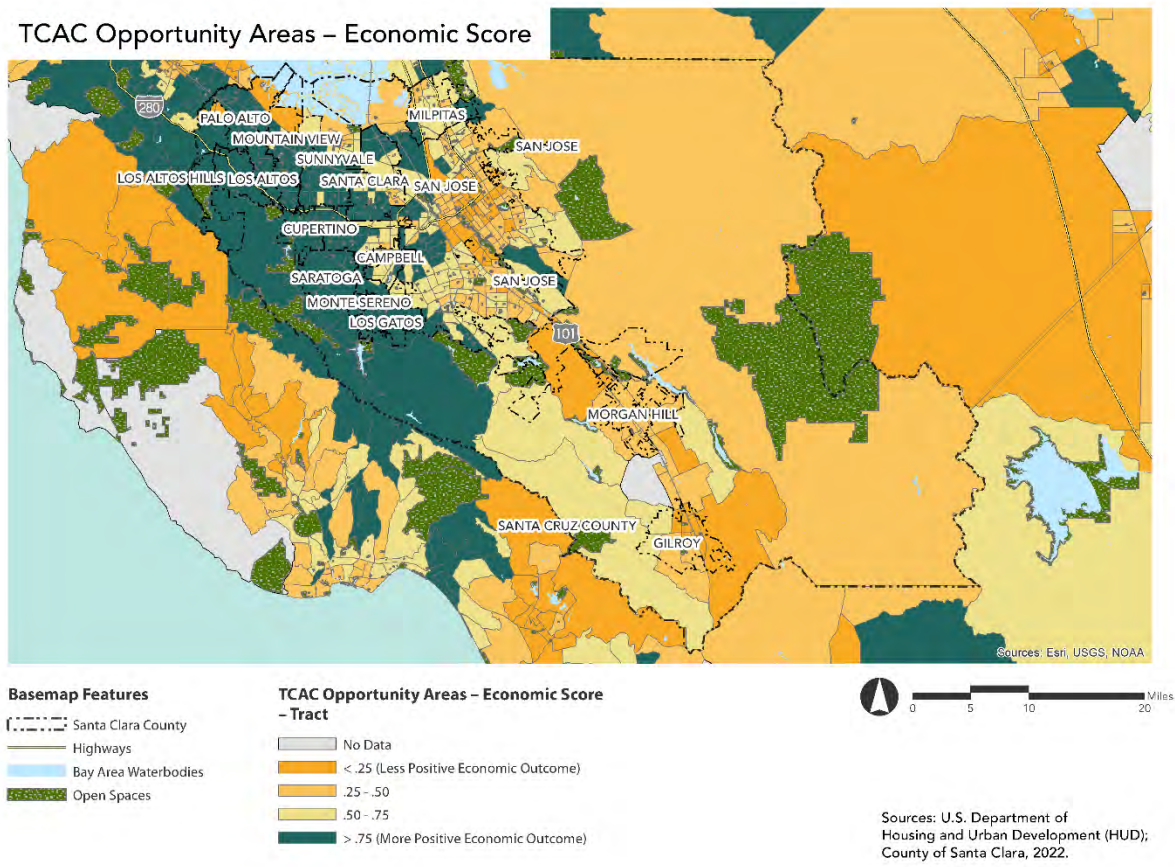 TCAC Opportunity Areas – Economic Score
280
PALO ALTO
MILPITAS
MOUNTAIN VIEW
SAN JOSE
SUNNYVALE
LOS ALTOS HILLS
LOS ALTOS
SANTA CLARA
SAN JOSE
CUPERTINO
CAMPBELL
SARATOGA
SAN JOSE
MONTE SERENO
LOS GATOS
101
MORGAN HILL
SANTA CRUZ COUNTY
GILROY
Sources: Esri, USGS, NOAA
Basemap Features
Santa Clara County
Highways
Bay Area Waterbodies
Open Spaces
TCAC Opportunity Areas – Economic Score
– Tract
No Data
< .25 (Less Positive Economic Outcome)
.25 - .50
.50 - .75
> .75 (More Positive Economic Outcome)
Miles
0 5 10 20
Sources: U.S. Department of
Housing and Urban Development (HUD);
County of Santa Clara, 2022.